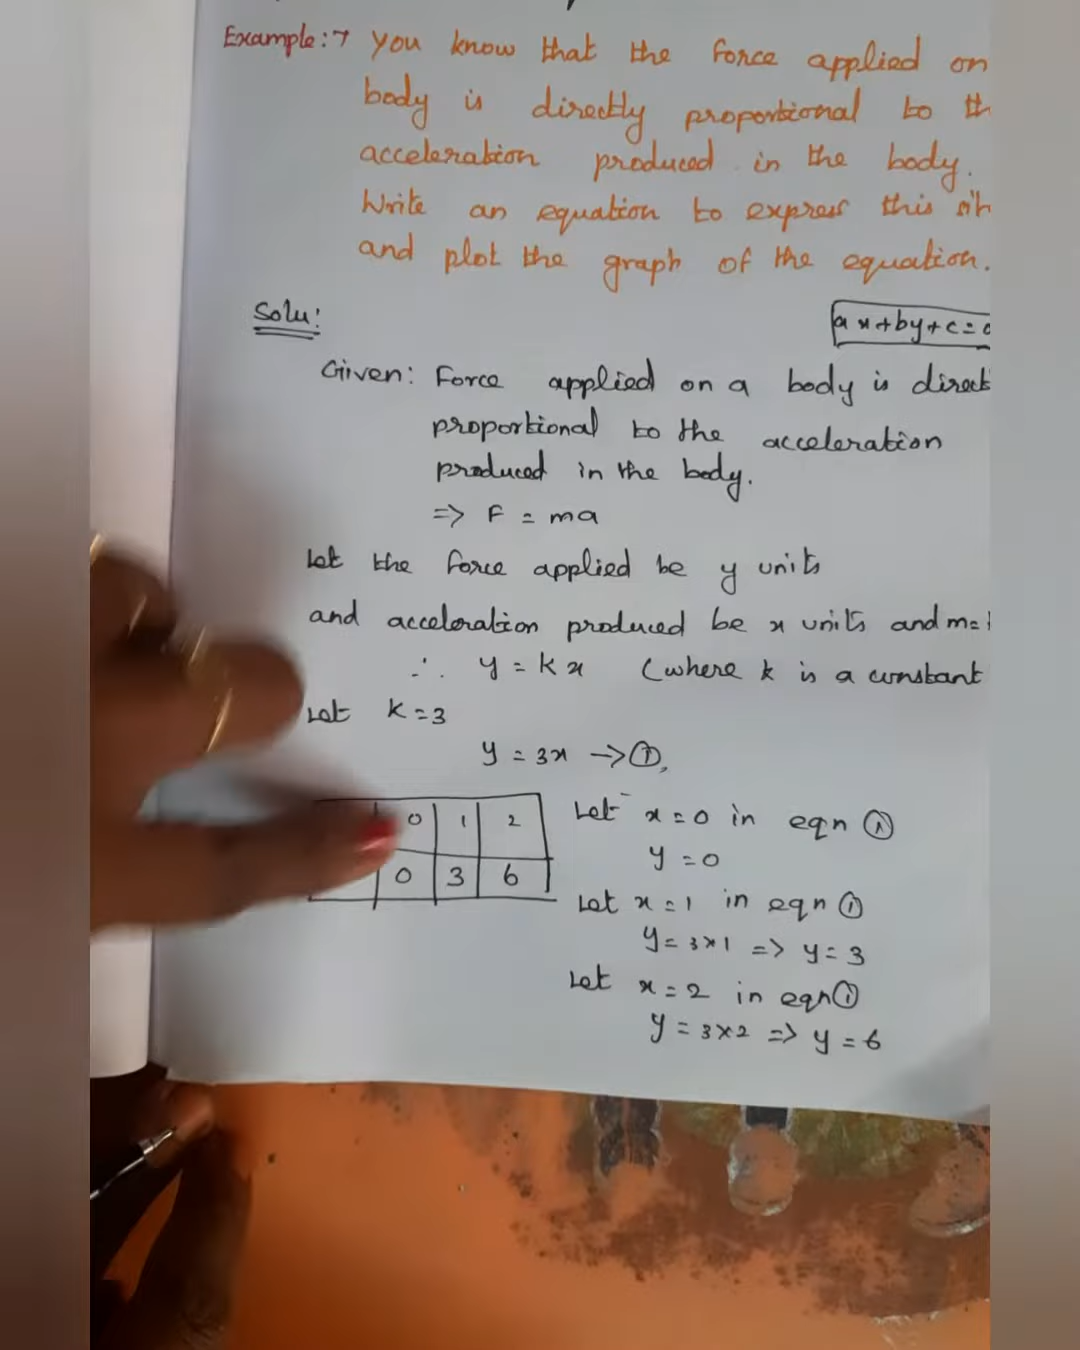 Example:7 You know that the force applied on
body is directly proportional to th
acceleration produced in the body.
Write an equation to express this
and plot the graph of the equation.
Solu:
ax+by+c=
Given: Force applied on a body is direct
proportional to the acceleration
produced in the body.
=> F = ma
Let the force applied be y units
and acceleration produced be x units and m=
∴ y = kx (where k is a constant
Let k=3
y = 3x →①,
0 1 2
0 3 6
Let x=0 in eqn ①
y=0
Let x=1 in eqn ①
y=3×1 => y=3
Let x=2 in eqn①
y=3×2 => y=6